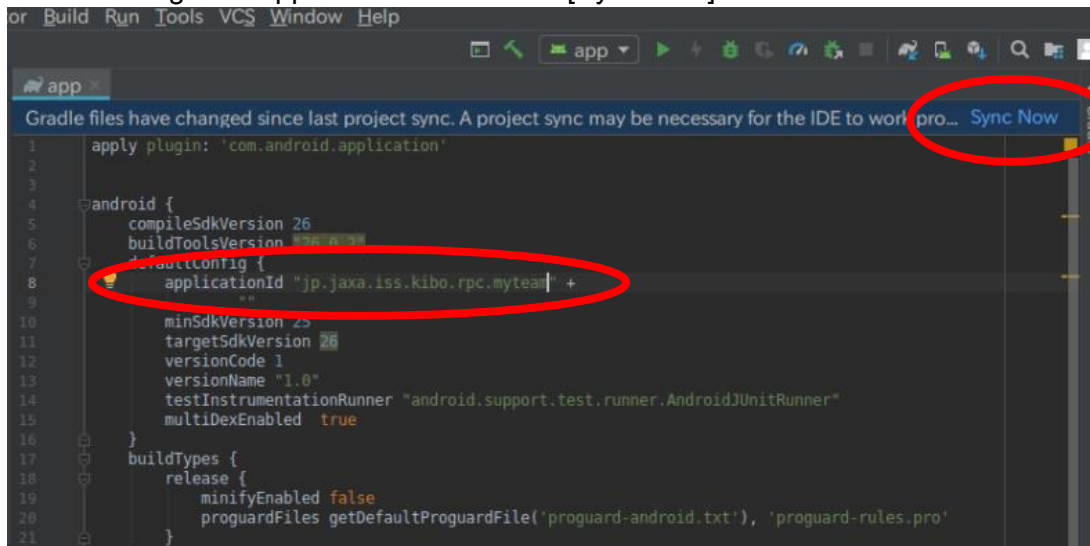 or Build Run Tools VCS Window Help
app
app
Gradle files have changed since last project sync. A project sync may be necessary for the IDE to work pro... Sync Now
1 apply plugin: 'com.android.application'
2
3
4 android {
5 compileSdkVersion 26
6 buildToolsVersion "26.0.2"
7 defaultConfig {
8 applicationId "jp.jaxa.iss.kibo.rpc.myteam" +
9 ""
10 minSdkVersion 25
11 targetSdkVersion 26
12 versionCode 1
13 versionName "1.0"
14 testInstrumentationRunner "android.support.test.runner.AndroidJUnitRunner"
15 multiDexEnabled true
16 }
17 buildTypes {
18 release {
19 minifyEnabled false
20 proguardFiles getDefaultProguardFile('proguard-android.txt'), 'proguard-rules.pro'
21 }